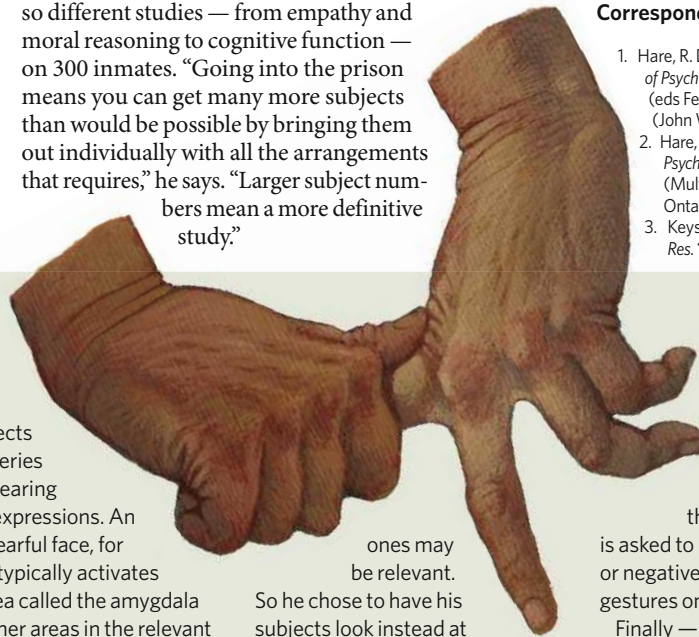 so different studies — from empathy and
moral reasoning to cognitive function —
on 300 inmates. “Going into the prison
means you can get many more subjects
than would be possible by bringing them
out individually with all the arrangements
that requires,” he says. “Larger subject num-
bers mean a more definitive
study.”
Correspond
1. Hare, R. D
of Psych
(eds Fe
(John W
2. Hare,
Psych
(Mul
Onta
3. Keys
Res.
ects
eries
earing
expressions. An
earful face, for
typically activates
ea called the amygdala
her areas in the relevant
ones may
be relevant.
So he chose to have his
subjects look instead at
th
is asked to
or negative
gestures or
Finally —